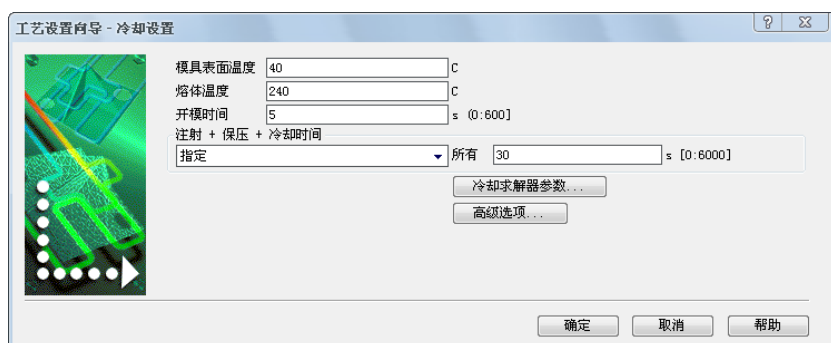 工艺设置向导 - 冷却设置
模具表面温度 40 C
熔体温度 240 C
开模时间 5 s (0:600]
注射 + 保压 + 冷却时间
指定 所有 30 s [0:6000]
冷却求解器参数...
高级选项...
确定 取消 帮助